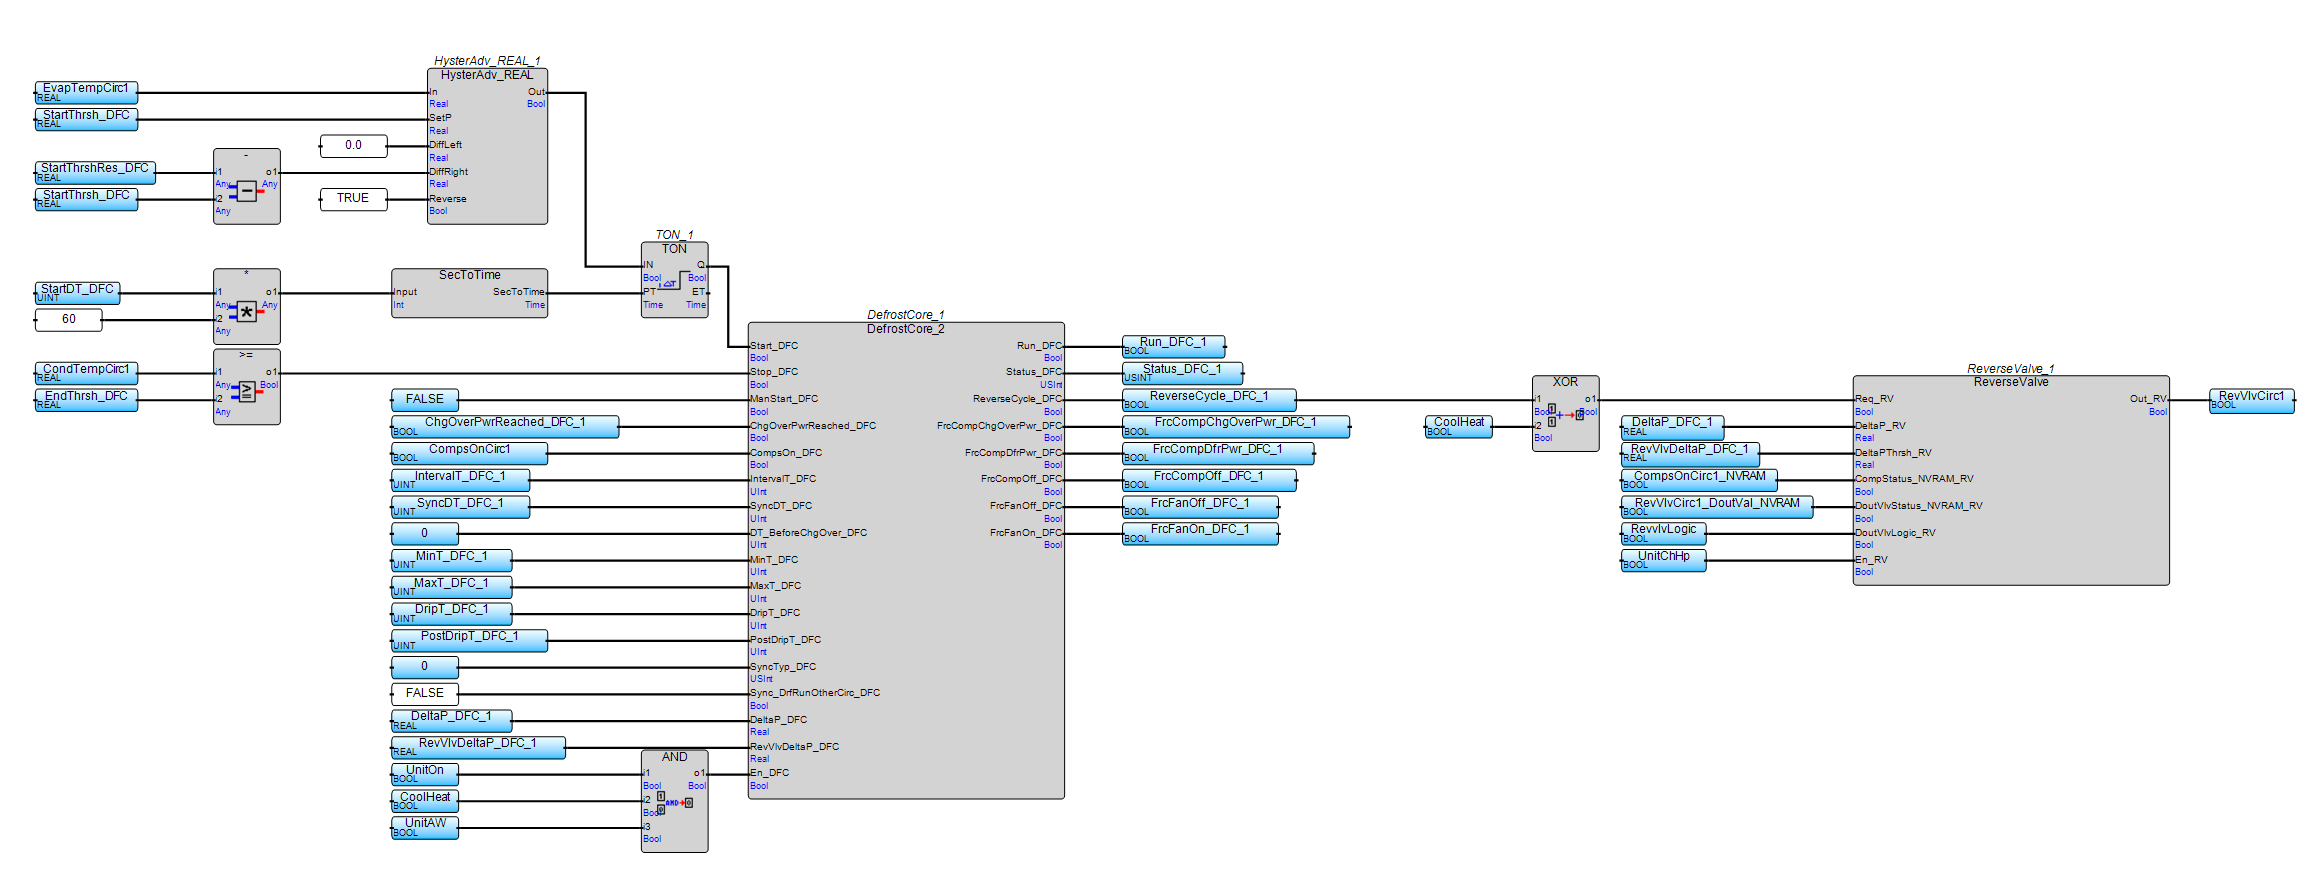 HysterAdv_REAL_1
HysterAdv_REAL
EvapTempCirc1
REAL
StartThrsh_DFC
REAL
0.0
StartThrshRes_DFC
REAL
StartThrsh_DFC
REAL
TRUE
-
i1
Any
i2
Any
o1
Any
In
Real
SetP
Real
DiffLeft
Real
DiffRight
Real
Reverse
Bool
Out
Bool
StartDT_DFC
UINT
60
*
i1
Any
i2
Any
o1
Any
SecToTime
Input
Int
SecToTime
Time
TON_1
TON
IN
Bool
PT
Time
Q
Bool
ET
Time
CondTempCirc1
REAL
EndThrsh_DFC
REAL
>=
i1
Any
i2
Any
o1
Bool
FALSE
ChgOverPwrReached_DFC_1
BOOL
CompsOnCirc1
BOOL
IntervalT_DFC_1
UINT
SyncDT_DFC_1
UINT
0
MinT_DFC_1
UINT
MaxT_DFC_1
UINT
DripT_DFC_1
UINT
PostDripT_DFC_1
UINT
0
FALSE
DeltaP_DFC_1
REAL
RevVlvDeltaP_DFC_1
REAL
UnitOn
BOOL
CoolHeat
BOOL
UnitAW
BOOL
AND
i1
Bool
i2
Bool
i3
Bool
o1
Bool
DefrostCore_1
DefrostCore_2
Start_DFC
Bool
Stop_DFC
Bool
ManStart_DFC
Bool
ChgOverPwrReached_DFC
Bool
CompsOn_DFC
Bool
IntervalT_DFC
UInt
SyncDT_DFC
UInt
DT_BeforeChgOver_DFC
UInt
MinT_DFC
UInt
MaxT_DFC
UInt
DripT_DFC
UInt
PostDripT_DFC
UInt
SyncTyp_DFC
USInt
Sync_DrfRunOtherCirc_DFC
Bool
DeltaP_DFC
Real
RevVlvDeltaP_DFC
Real
En_DFC
Bool
Run_DFC
Bool
Status_DFC
USInt
ReverseCycle_DFC
Bool
FrcCompChgOverPwr_DFC
Bool
FrcCompDfrPwr_DFC
Bool
FrcCompOff_DFC
Bool
FrcFanOff_DFC
Bool
FrcFanOn_DFC
Bool
Run_DFC_1
BOOL
Status_DFC_1
USINT
ReverseCycle_DFC_1
BOOL
FrcCompChgOverPwr_DFC_1
BOOL
FrcCompDfrPwr_DFC_1
BOOL
FrcCompOff_DFC_1
BOOL
FrcFanOff_DFC_1
BOOL
FrcFanOn_DFC_1
BOOL
CoolHeat
BOOL
XOR
i1
Bool
i2
Bool
o1
Bool
DeltaP_DFC_1
REAL
RevVlvDeltaP_DFC_1
REAL
CompsOnCirc1_NVRAM
BOOL
RevVlvCirc1_DoutVal_NVRAM
BOOL
RevvlvLogic
BOOL
UnitChHp
BOOL
ReverseValve_1
ReverseValve
Req_RV
Bool
DeltaP_RV
Real
DeltaPThrsh_RV
Real
CompStatus_NVRAM_RV
Bool
DoutVlvStatus_NVRAM_RV
Bool
DoutVlvLogic_RV
Bool
En_RV
Bool
Out_RV
Bool
RevVlvCirc1
BOOL